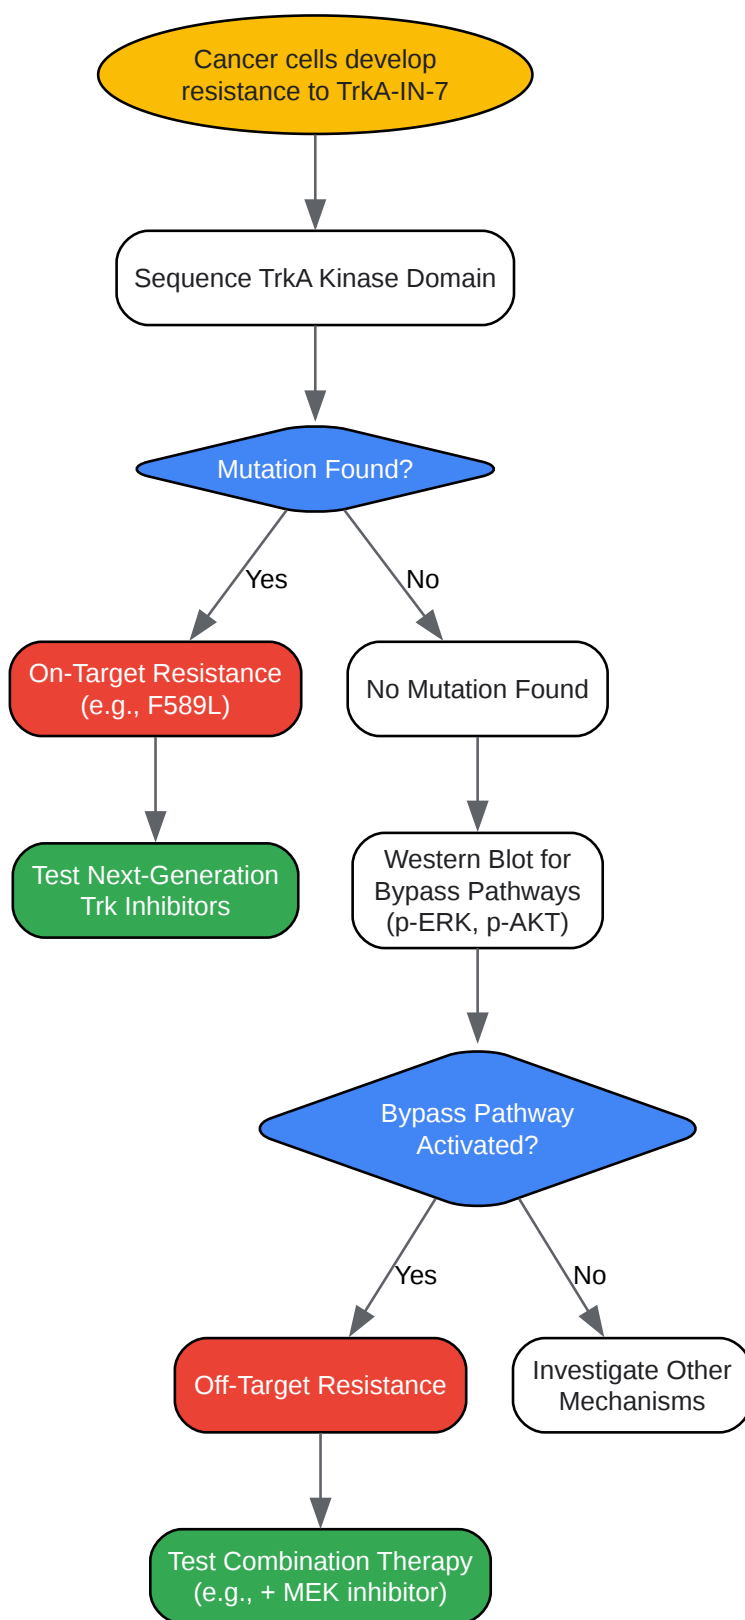 Cancer cells develop
resistance to TrkA-IN-7
Sequence TrkA Kinase Domain
Mutation Found?
Yes
No
On-Target Resistance
(e.g., F589L)
No Mutation Found
Test Next-Generation
Trk Inhibitors
Western Blot for
Bypass Pathways
(p-ERK, p-AKT)
Bypass Pathway
Activated?
Yes
No
Off-Target Resistance
Investigate Other
Mechanisms
Test Combination Therapy
(e.g., + MEK inhibitor)